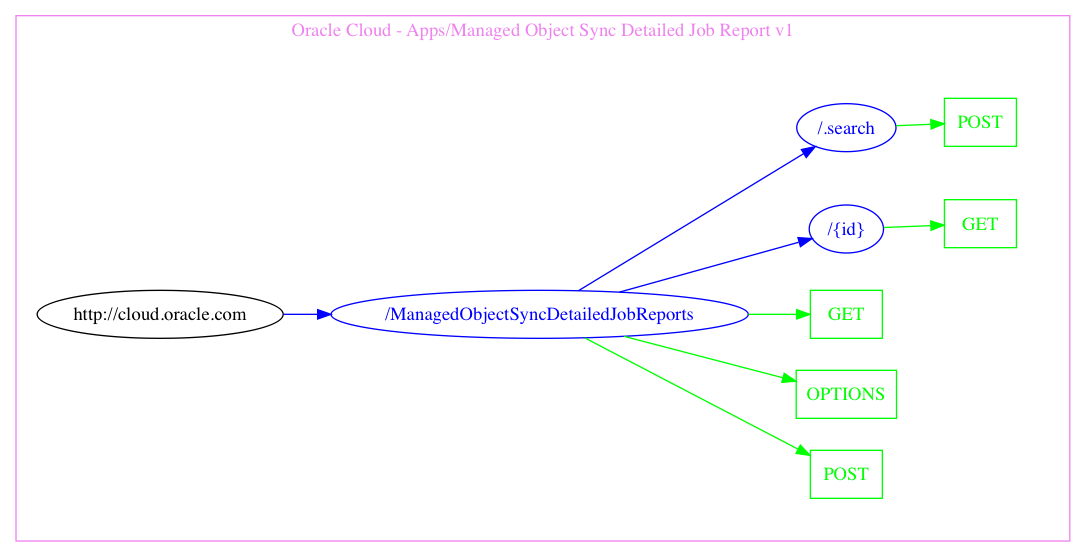 Oracle Cloud - Apps/Managed Object Sync Detailed Job Report v1
/.search
POST
/{id}
GET
http://cloud.oracle.com
/ManagedObjectSyncDetailedJobReports
GET
OPTIONS
POST